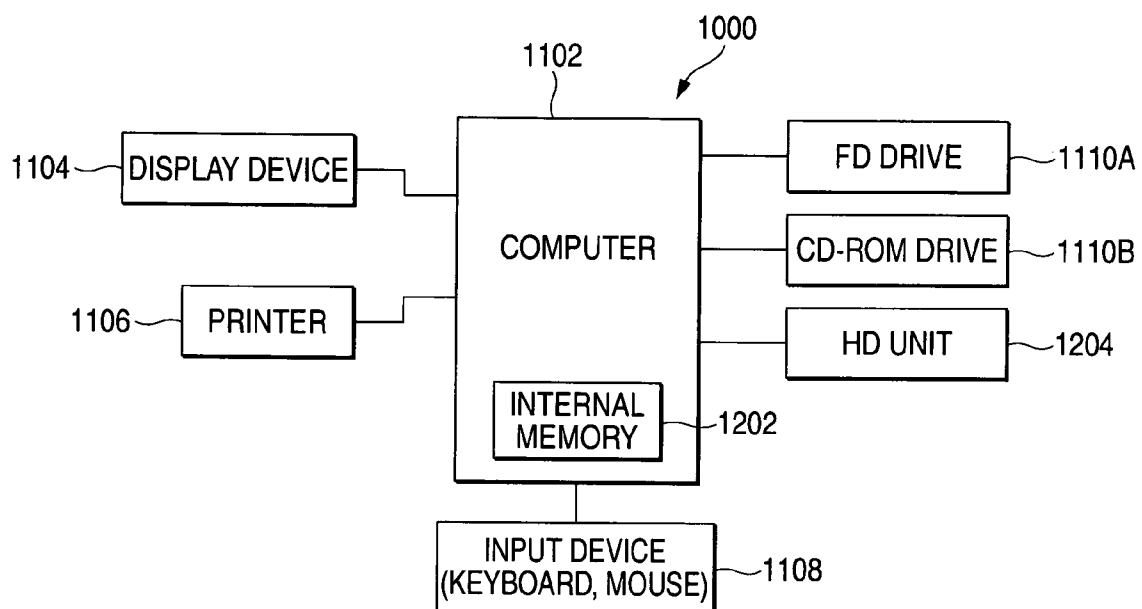 1000
1102
1104
DISPLAY DEVICE
FD DRIVE
1110A
COMPUTER
CD-ROM DRIVE
1110B
1106
PRINTER
HD UNIT
1204
INTERNAL
MEMORY
1202
INPUT DEVICE
(KEYBOARD, MOUSE)
1108